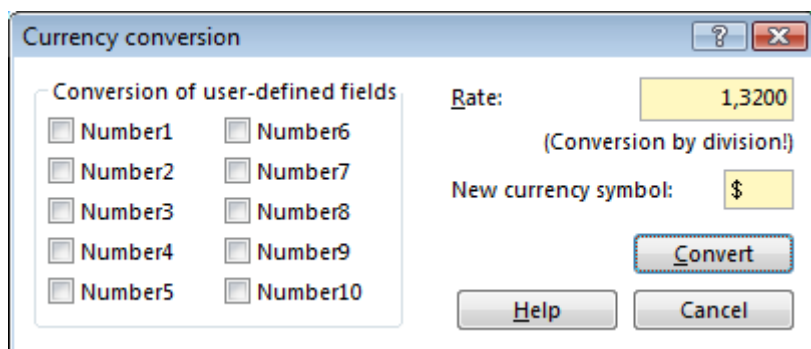 Currency conversion
Conversion of user-defined fields
Number1
Number2
Number3
Number4
Number5
Number6
Number7
Number8
Number9
Number10
Rate: 1,3200
(Conversion by division!)
New currency symbol: $
Convert
Help Cancel